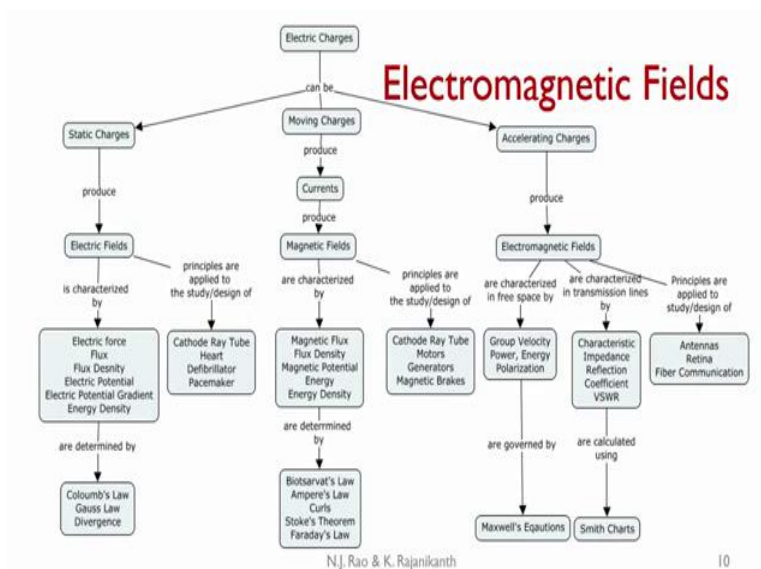 Electric Charges
Electromagnetic Fields
can be
Static Charges
Moving Charges
Accelerating Charges
produce
Currents
produce
produce
produce
Electric Fields
Magnetic Fields
Electromagnetic Fields
is characterized
by
principles are
applied to
the study/design of
are characterized
by
principles are
applied to
the study/design of
are characterized
in free space by
are characterized
in transmission lines
by
Principles are
applied to
study/design of
Electric force
Flux
Flux Desnity
Electric Potential
Electric Potential Gradient
Energy Density
Cathode Ray Tube
Heart
Defibrillator
Pacemaker
Magnetic Flux
Flux Density
Magnetic Potential
Energy
Energy Density
Cathode Ray Tube
Motors
Generators
Magnetic Brakes
Group Velocity
Power, Energy
Polarization
Characteristic
Impedance
Reflection
Coefficient
VSWR
Antennas
Retina
Fiber Communication
are determined by
are deterrmined
by
are governed by
are calculated
using
Coloumb's Law
Gauss Law
Divergence
Biotsarvat's Law
Ampere's Law
Curls
Stoke's Theorem
Faraday's Law
Maxwell's Eqautions
Smith Charts
N.J. Rao & K. Rajanikanth
10